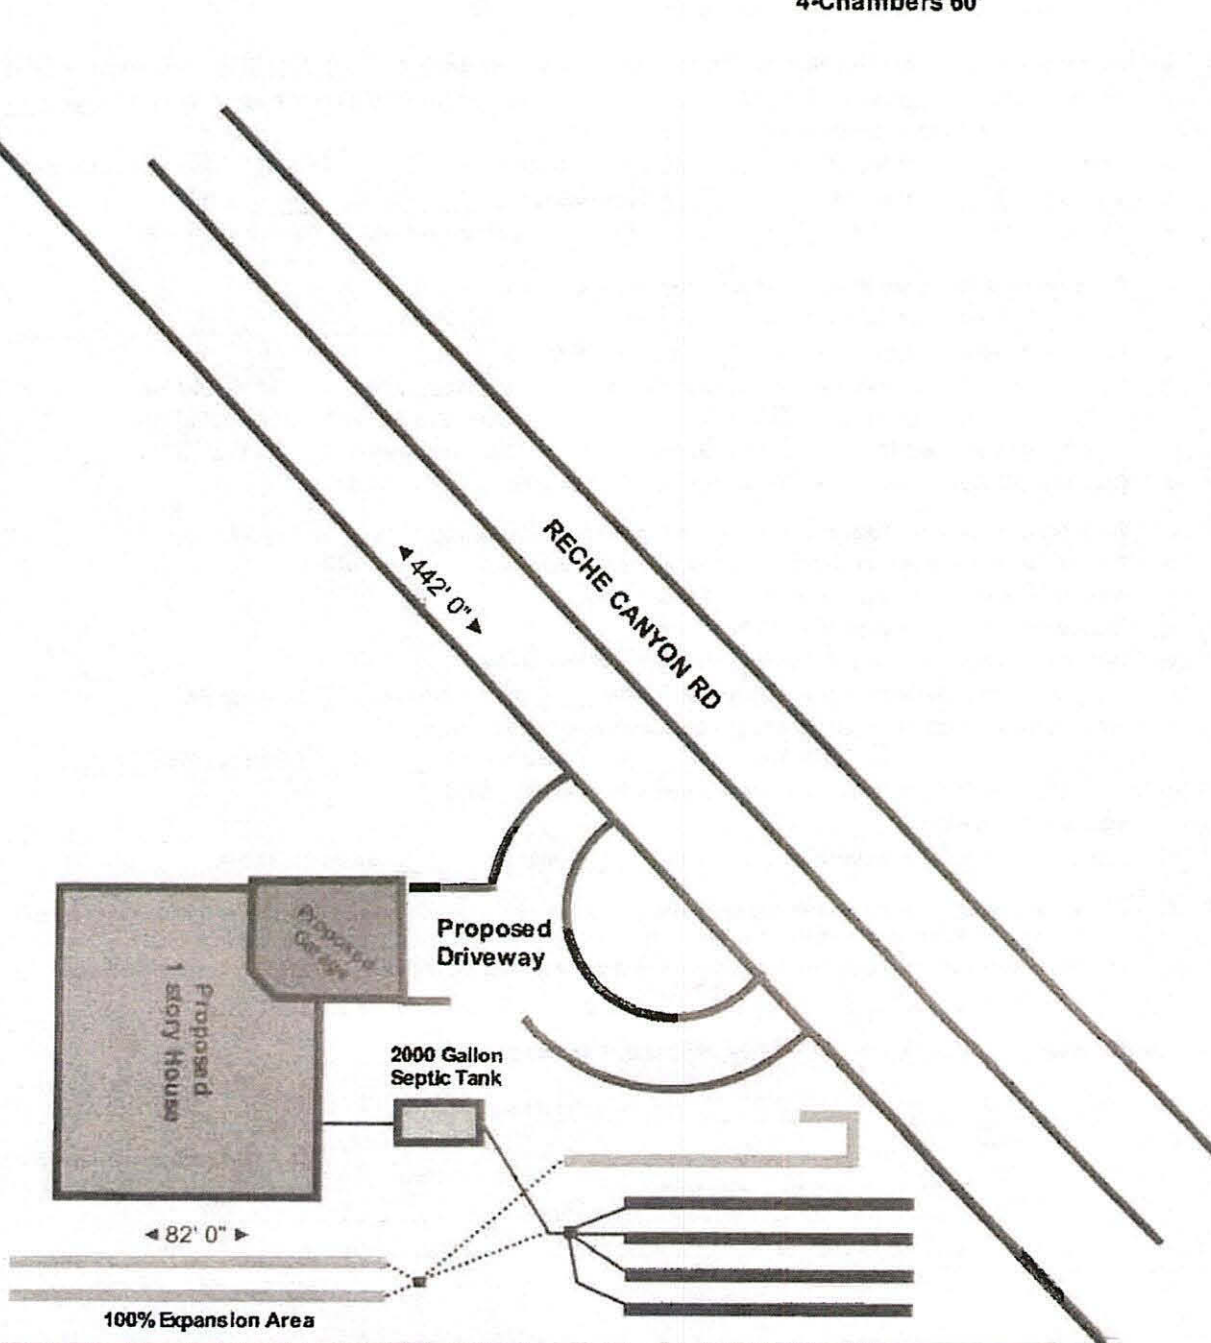 4-Chambers 60'
◄442' 0"►
RECHE CANYON RD
Proposed
Garage
Proposed
Driveway
Proposed
1 story House
2000 Gallon
Septic Tank
◄82' 0"►
100% Expansion Area